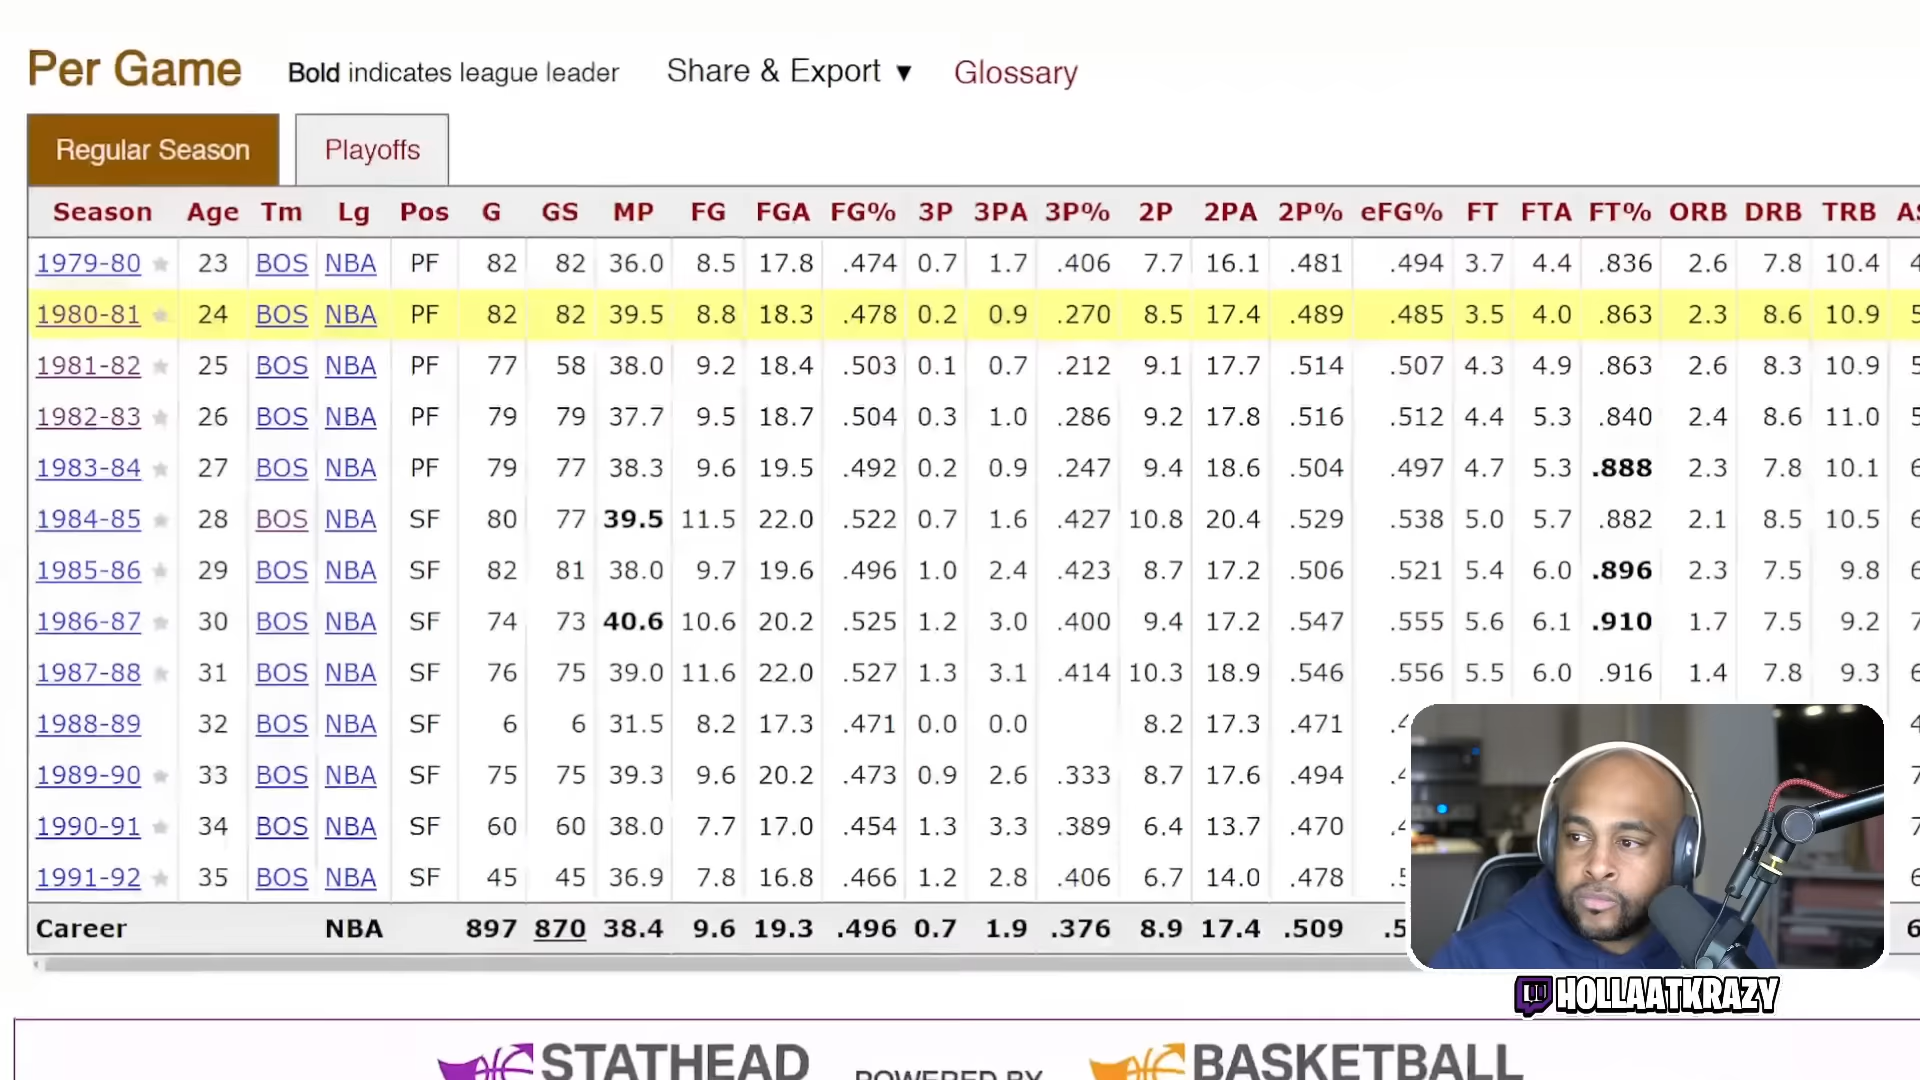 Per Game Bold indicates league leader Share & Export ▼ Glossary
Regular Season Playoffs
Season Age Tm Lg Pos G GS MP FG FGA FG% 3P 3PA 3P% 2P 2PA 2P% eFG% FT FTA FT% ORB DRB TRB
1979-80 ★ 23 BOS NBA PF 82 82 36.0 8.5 17.8 .474 0.7 1.7 .406 7.7 16.1 .481 .494 3.7 4.4 .836 2.6 7.8 10.4
1980-81 ★ 24 BOS NBA PF 82 82 39.5 8.8 18.3 .478 0.2 0.9 .270 8.5 17.4 .489 .485 3.5 4.0 .863 2.3 8.6 10.9
1981-82 ★ 25 BOS NBA PF 77 58 38.0 9.2 18.4 .503 0.1 0.7 .212 9.1 17.7 .514 .507 4.3 4.9 .863 2.6 8.3 10.9
1982-83 ★ 26 BOS NBA PF 79 79 37.7 9.5 18.7 .504 0.3 1.0 .286 9.2 17.8 .516 .512 4.4 5.3 .840 2.4 8.6 11.0
1983-84 ★ 27 BOS NBA PF 79 77 38.3 9.6 19.5 .492 0.2 0.9 .247 9.4 18.6 .504 .497 4.7 5.3 .888 2.3 7.8 10.1
1984-85 ★ 28 BOS NBA SF 80 77 39.5 11.5 22.0 .522 0.7 1.6 .427 10.8 20.4 .529 .538 5.0 5.7 .882 2.1 8.5 10.5
1985-86 ★ 29 BOS NBA SF 82 81 38.0 9.7 19.6 .496 1.0 2.4 .423 8.7 17.2 .506 .521 5.4 6.0 .896 2.3 7.5 9.8
1986-87 ★ 30 BOS NBA SF 74 73 40.6 10.6 20.2 .525 1.2 3.0 .400 9.4 17.2 .547 .555 5.6 6.1 .910 1.7 7.5 9.2
1987-88 ★ 31 BOS NBA SF 76 75 39.0 11.6 22.0 .527 1.3 3.1 .414 10.3 18.9 .546 .556 5.5 6.0 .916 1.4 7.8 9.3
1988-89 32 BOS NBA SF 6 6 31.5 8.2 17.3 .471 0.0 0.0 8.2 17.3 .471
1989-90 ★ 33 BOS NBA SF 75 75 39.3 9.6 20.2 .473 0.9 2.6 .333 8.7 17.6 .494
1990-91 ★ 34 BOS NBA SF 60 60 38.0 7.7 17.0 .454 1.3 3.3 .389 6.4 13.7 .470
1991-92 ★ 35 BOS NBA SF 45 45 36.9 7.8 16.8 .466 1.2 2.8 .406 6.7 14.0 .478
Career NBA 897 870 38.4 9.6 19.3 .496 0.7 1.9 .376 8.9 17.4 .509
HOLLAATKRAZY
STATHEAD POWERED BY BASKETBALL